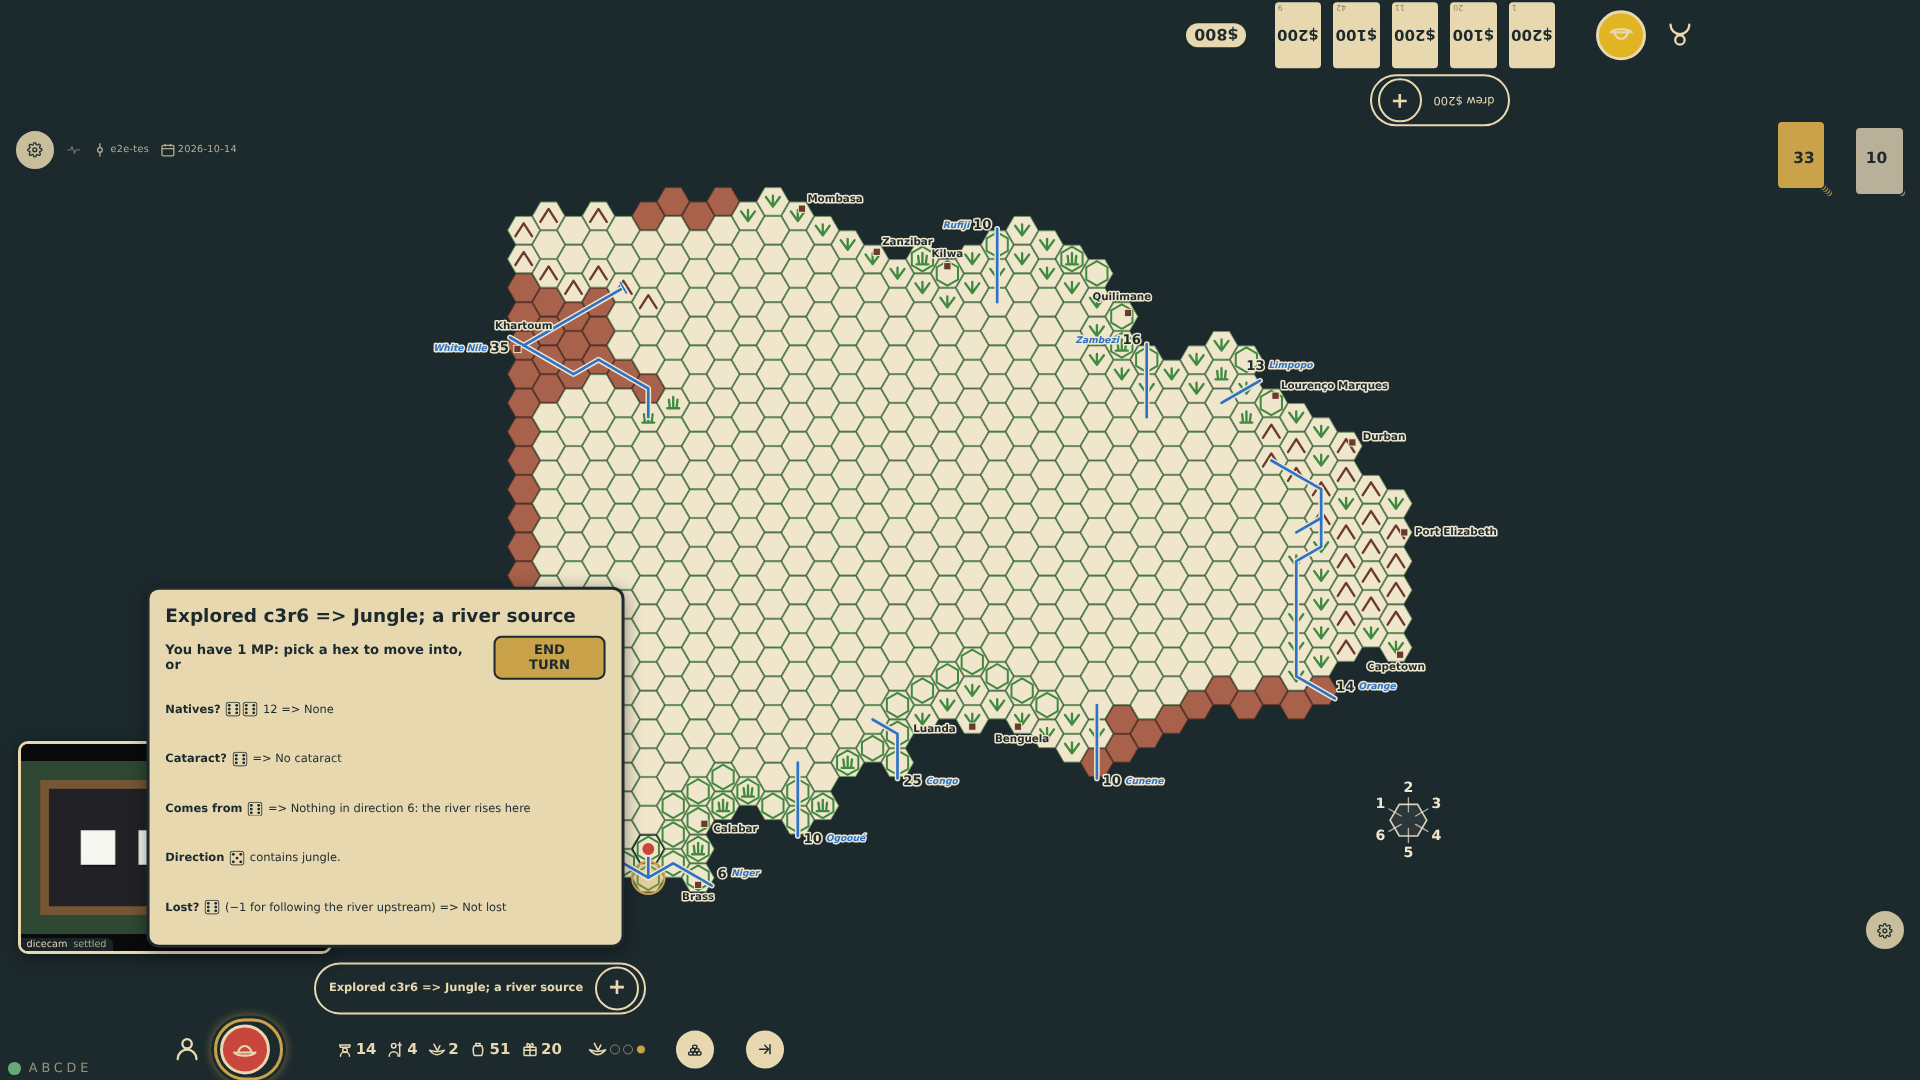 $800
$200
9
$100
42
$200
11
$100
20
$200
1
drew $200
33
10
e2e-tes
2026-10-14
Mombasa
Rufiji 10
Zanzibar
Kilwa
Quilimane
Khartoum
White Nile 35
Zambezi 16
13 Limpopo
Lourenço Marques
Durban
Port Elizabeth
Capetown
14 Orange
Luanda
Benguela
25 Congo
10 Cunene
Calabar
10 Ogooué
6 Niger
Brass
1 2 3 4 5 6
Explored c3r6 => Jungle; a river source
You have 1 MP: pick a hex to move into, or
END TURN
Natives? 12 => None
Cataract? => No cataract
Comes from => Nothing in direction 6: the river rises here
Direction contains jungle.
Lost? (−1 for following the river upstream) => Not lost
dicecam settled
Explored c3r6 => Jungle; a river source
14 4 2 51 20
A B C D E